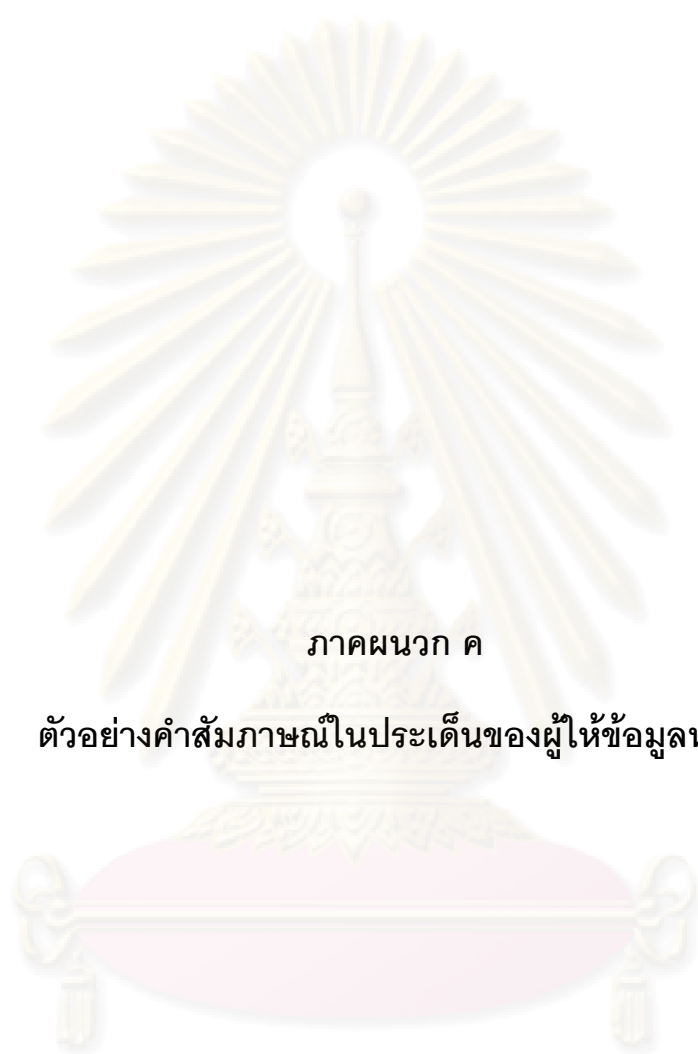 ภาคผนวก ค
ตัวอย่างคำสัมภาษณ์ในประเด็นของผู้ให้ข้อมูล